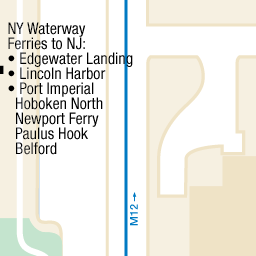 NY Waterway
Ferries to NJ:
• Edgewater Landing
• Lincoln Harbor
• Port Imperial
Hoboken North
Newport Ferry
Paulus Hook
Belford
M12→